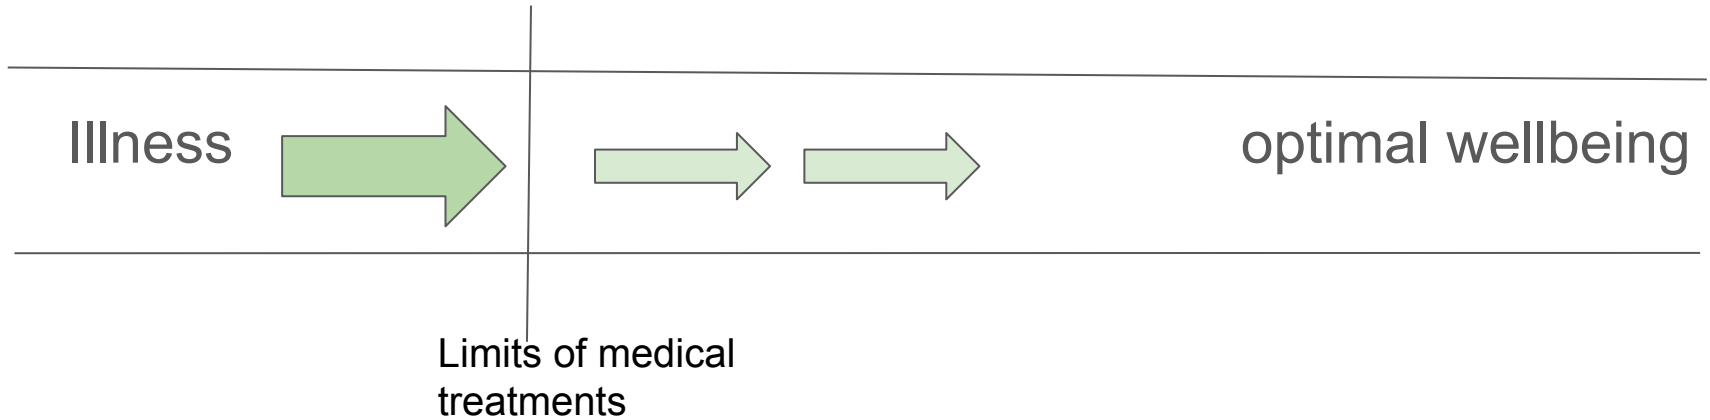 Illness
optimal wellbeing
Limits of medical
treatments